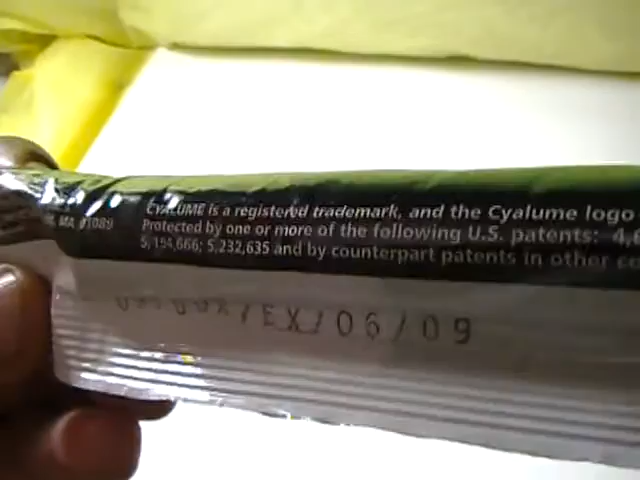 MA 01089
CYALUME is a registered trademark, and the Cyalume logo
Protected by one or more of the following U.S. patents: 4,6
5,194,666; 5,232,635 and by counterpart patents in other co
/EX/06/09